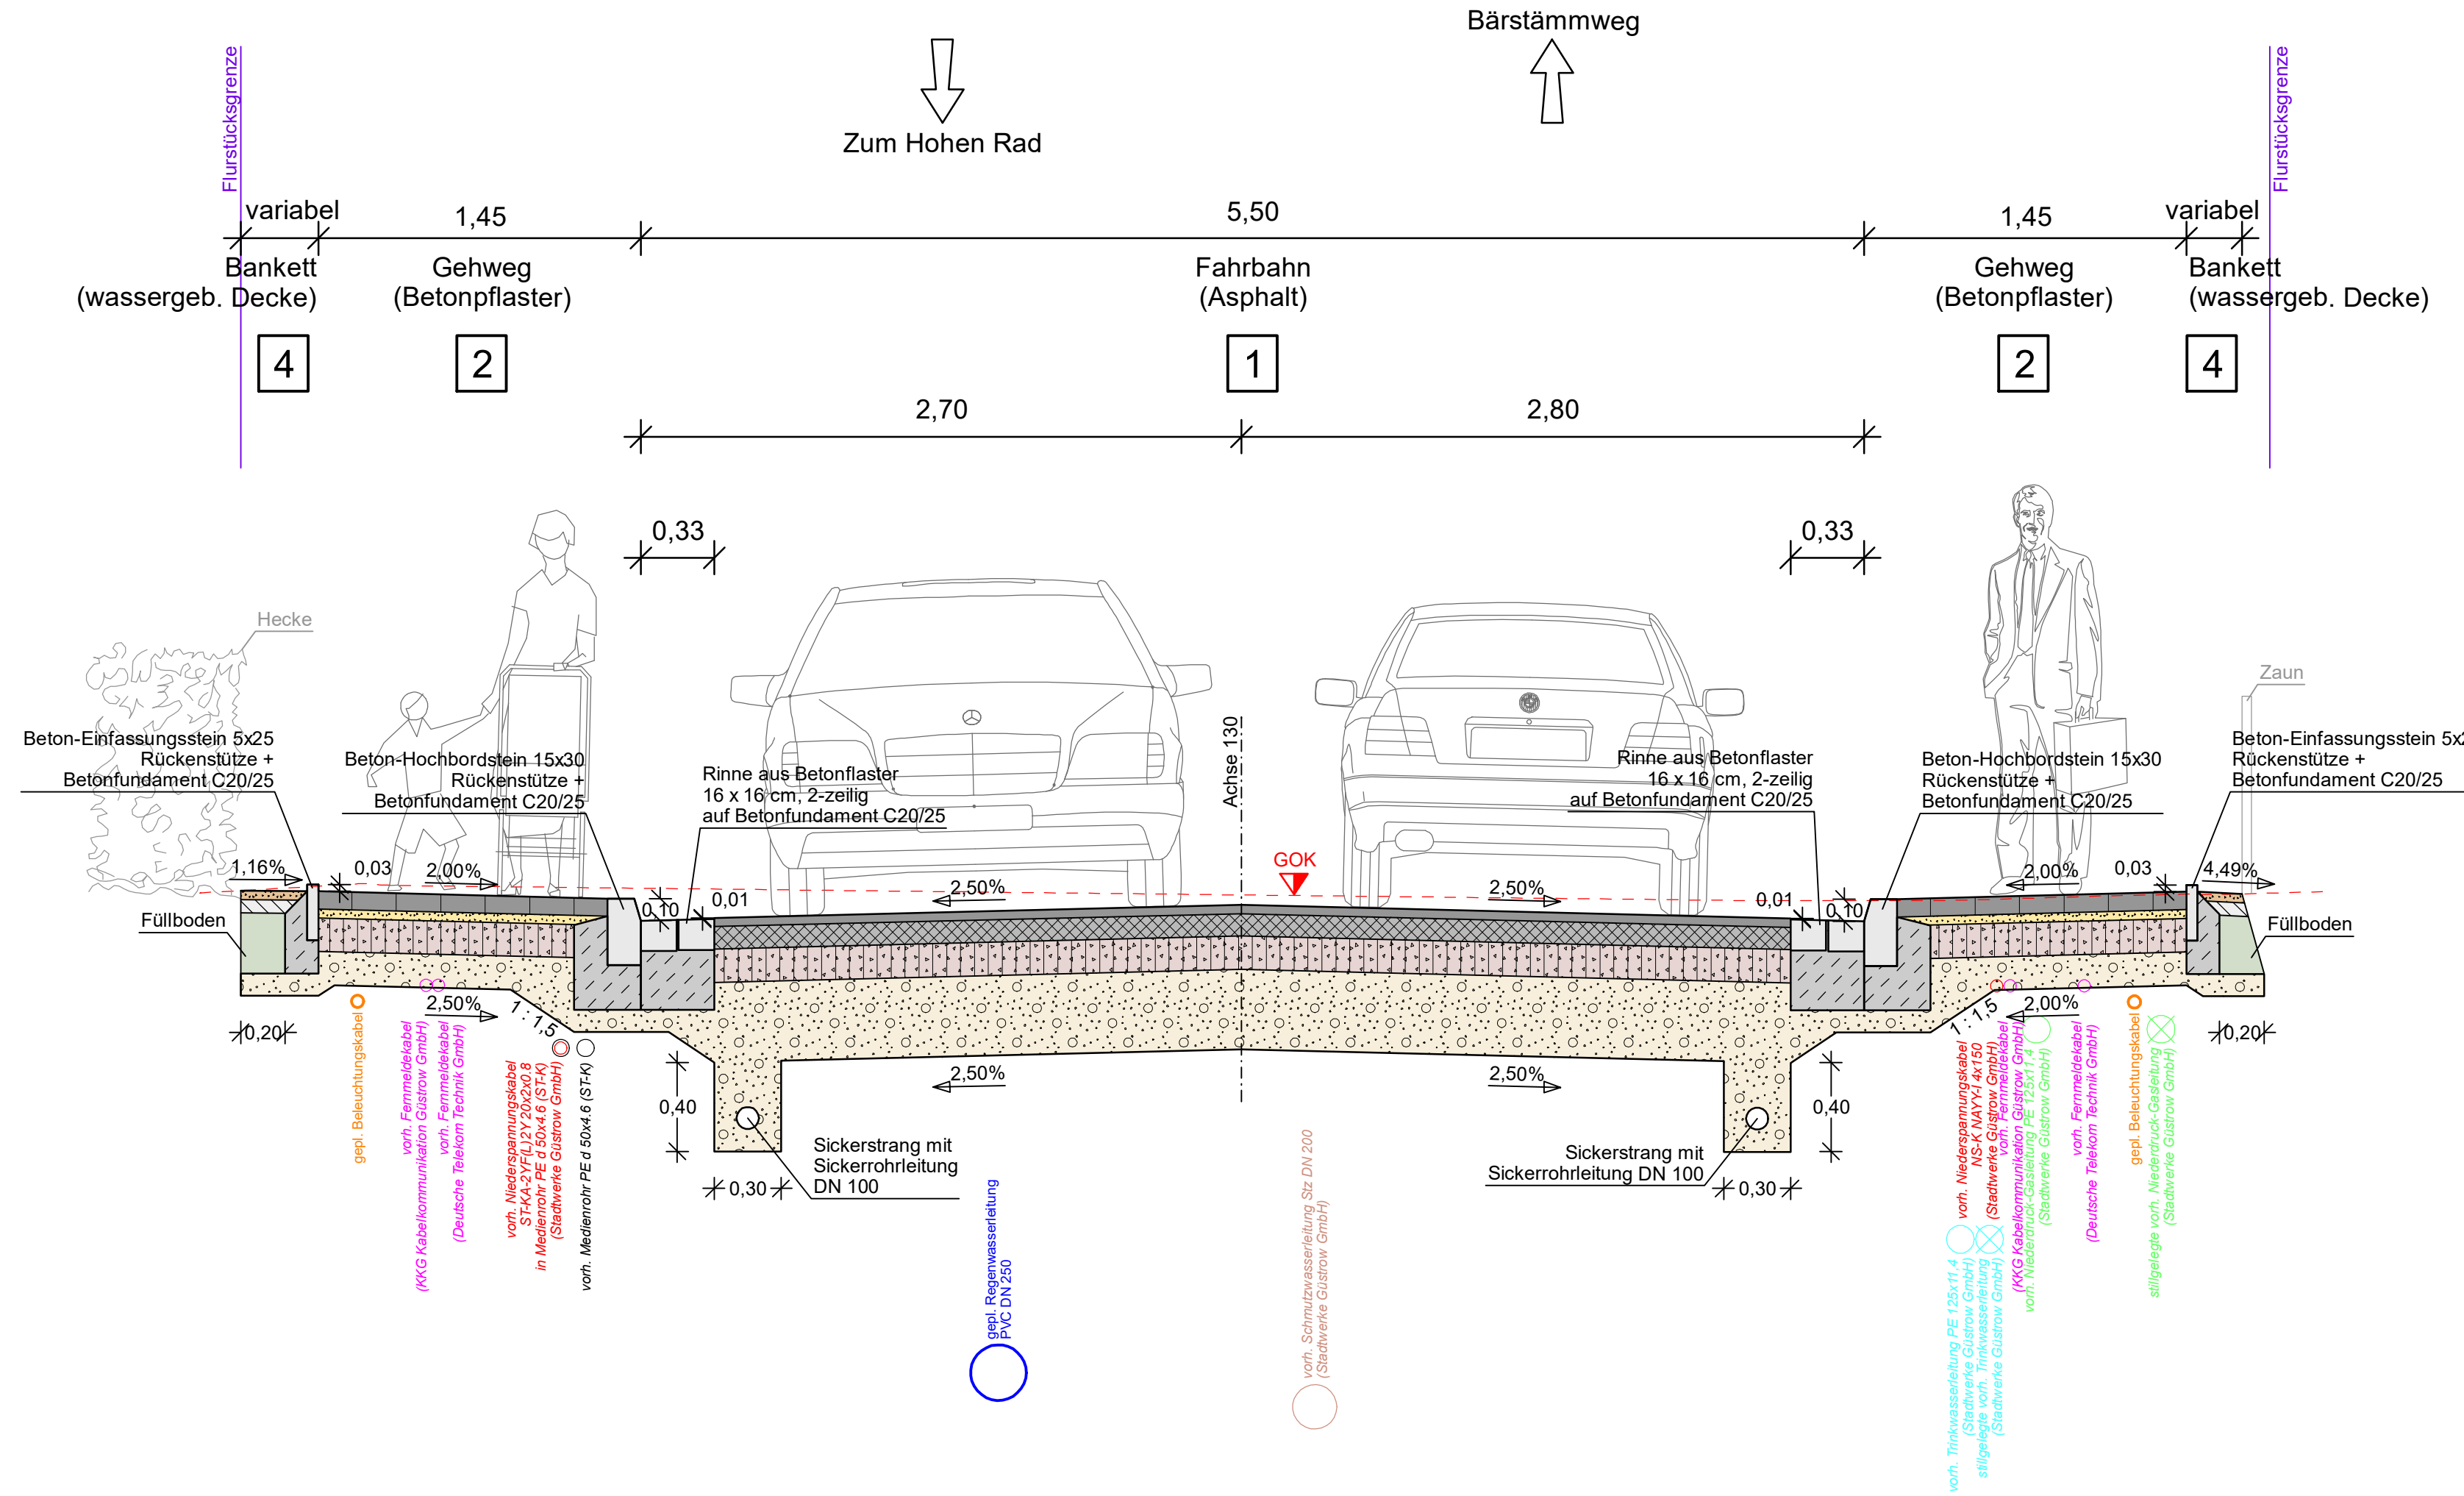 Bärstämmweg
Zum Hohen Rad
Flurstücksgrenze
Flurstücksgrenze
variabel
1,45
5,50
1,45
variabel
Bankett
(wassergeb. Decke)
Gehweg
(Betonpflaster)
Fahrbahn
(Asphalt)
Gehweg
(Betonpflaster)
Bankett
(wassergeb. Decke)
4
2
1
2
4
2,70
2,80
0,33
0,33
Hecke
Zaun
Beton-Einfassungsstein 5x25
Rückenstütze +
Betonfundament C20/25
Beton-Hochbordstein 15x30
Rückenstütze +
Betonfundament C20/25
Rinne aus Betonflaster
16 x 16 cm, 2-zeilig
auf Betonfundament C20/25
Achse 130
Rinne aus Betonflaster
16 x 16 cm, 2-zeilig
auf Betonfundament C20/25
Beton-Hochbordstein 15x30
Rückenstütze +
Betonfundament C20/25
Beton-Einfassungsstein 5x2
Rückenstütze +
Betonfundament C20/25
1,16%
0,03
2,00%
0,10
0,01
2,50%
GOK
2,50%
0,01
0,10
2,00%
0,03
4,49%
Füllboden
Füllboden
0,20
2,50%
1 : 1,5
0,40
2,50%
2,50%
0,40
1 : 1,5
2,00%
0,20
0,30
0,30
Sickerstrang mit
Sickerrohrleitung
DN 100
Sickerstrang mit
Sickerrohrleitung DN 100
gepl. Beleuchtungskabel
vorh. Fernmeldekabel
(KKG Kabelkommunikation Güstrow GmbH)
vorh. Fernmeldekabel
(Deutsche Telekom Technik GmbH)
vorh. Niederspannungskabel
ST-KA-2YF(L)2Y 20x2x0.8
in Medienrohr PE d 50x4.6 (ST-K)
(Stadtwerke Güstrow GmbH)
vorh. Medienrohr PE d 50x4.6 (ST-K)
gepl. Regenwasserleitung
PVC DN 250
vorh. Schmutzwasserleitung Stz DN 200
(Stadtwerke Güstrow GmbH)
vorh. Niederspannungskabel
NS-K NAYY-I 4x150
(Stadtwerke Güstrow GmbH)
vorh. Fernmeldekabel
(KKG Kabelkommunikation Güstrow GmbH)
vorh. Niederdruck-Gasleitung PE 125x11,4
(Stadtwerke Güstrow GmbH)
vorh. Fernmeldekabel
(Deutsche Telekom Technik GmbH)
gepl. Beleuchtungskabel
stillgelegte vorh. Niederdruck-Gasleitung
(Stadtwerke Güstrow GmbH)
vorh. Trinkwasserleitung PE 125x11,4
(Stadtwerke Güstrow GmbH)
stillgelegte vorh. Trinkwasserleitung
(Stadtwerke Güstrow GmbH)